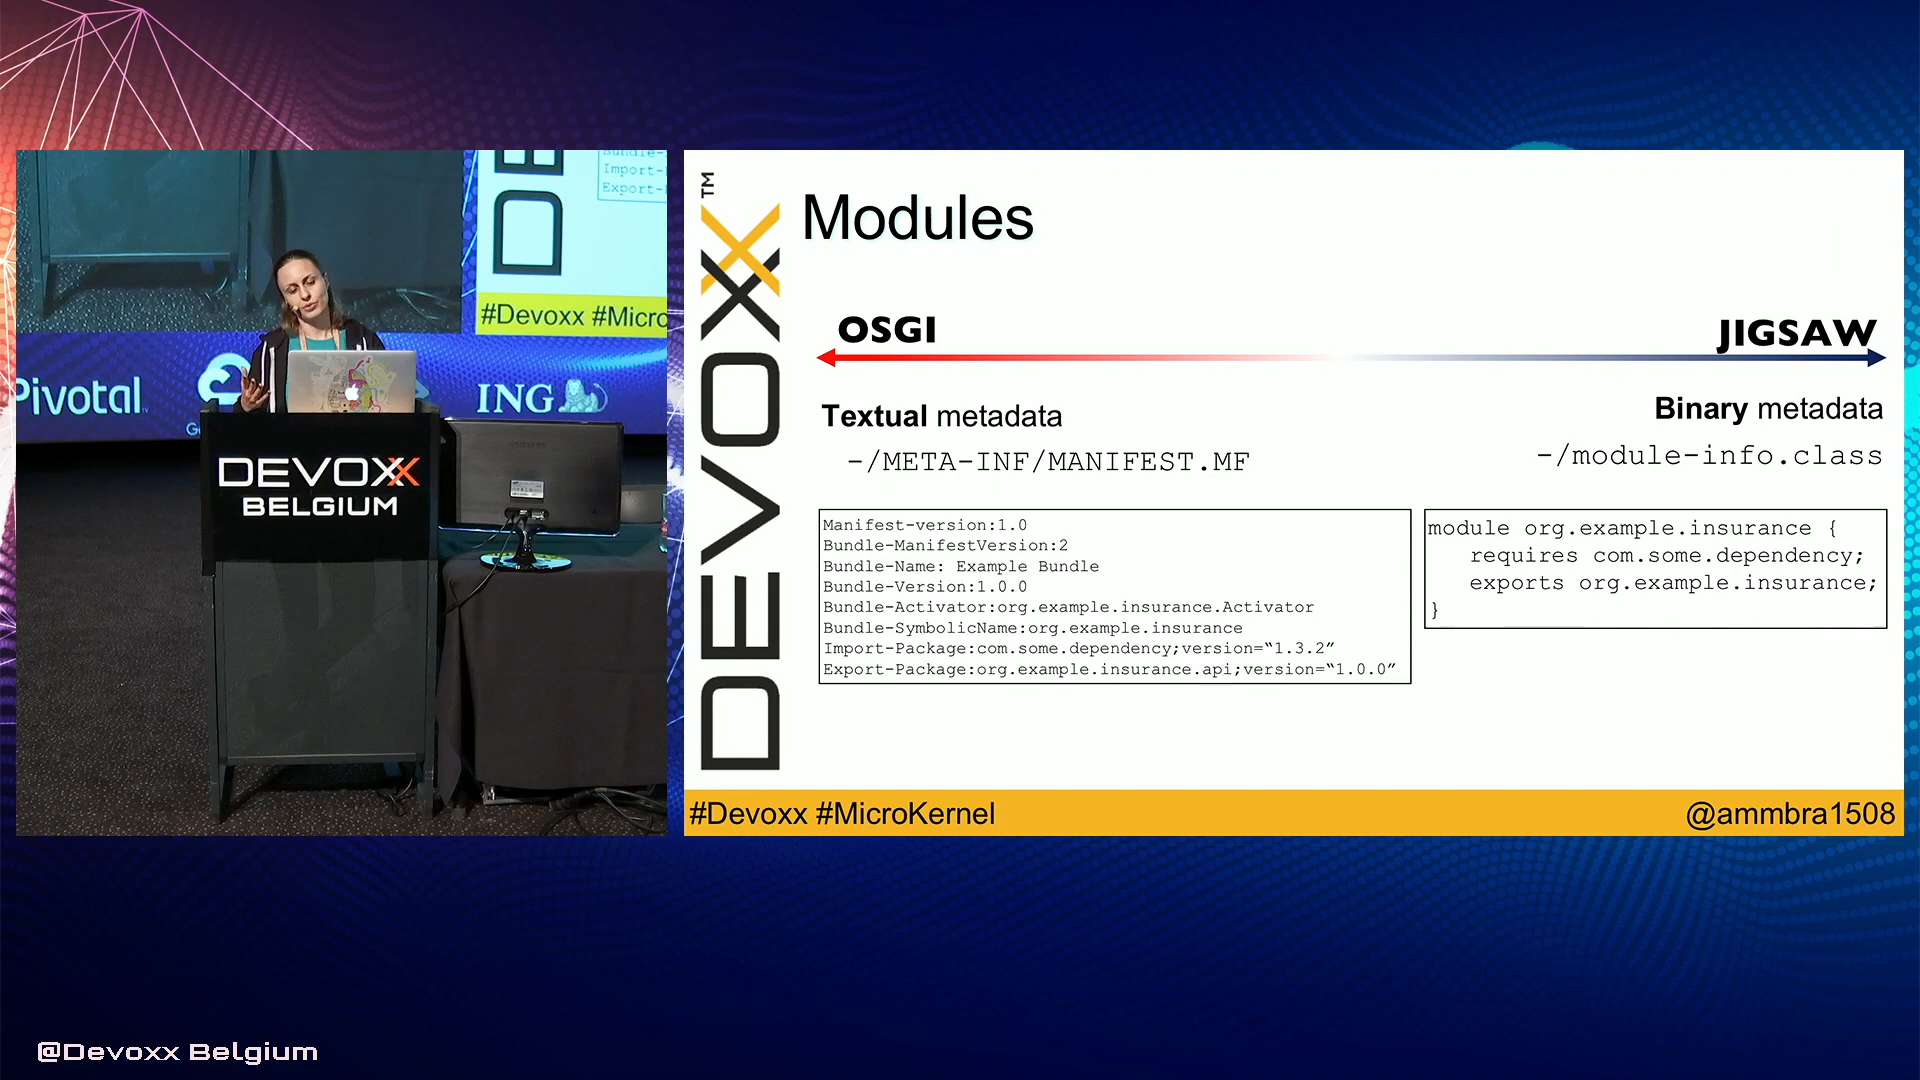 Bundle-
Import-
Export-
DE
#Devoxx #Micro
Pivotal
ING
DEVOXX
BELGIUM
DEVOXX™
Modules
OSGI
JIGSAW
Textual metadata
-/META-INF/MANIFEST.MF
Binary metadata
-/module-info.class
Manifest-version:1.0
Bundle-ManifestVersion:2
Bundle-Name: Example Bundle
Bundle-Version:1.0.0
Bundle-Activator:org.example.insurance.Activator
Bundle-SymbolicName:org.example.insurance
Import-Package:com.some.dependency;version=“1.3.2”
Export-Package:org.example.insurance.api;version=“1.0.0”
module org.example.insurance {
requires com.some.dependency;
exports org.example.insurance;
}
#Devoxx #MicroKernel
@ammbra1508
@Devoxx Belgium